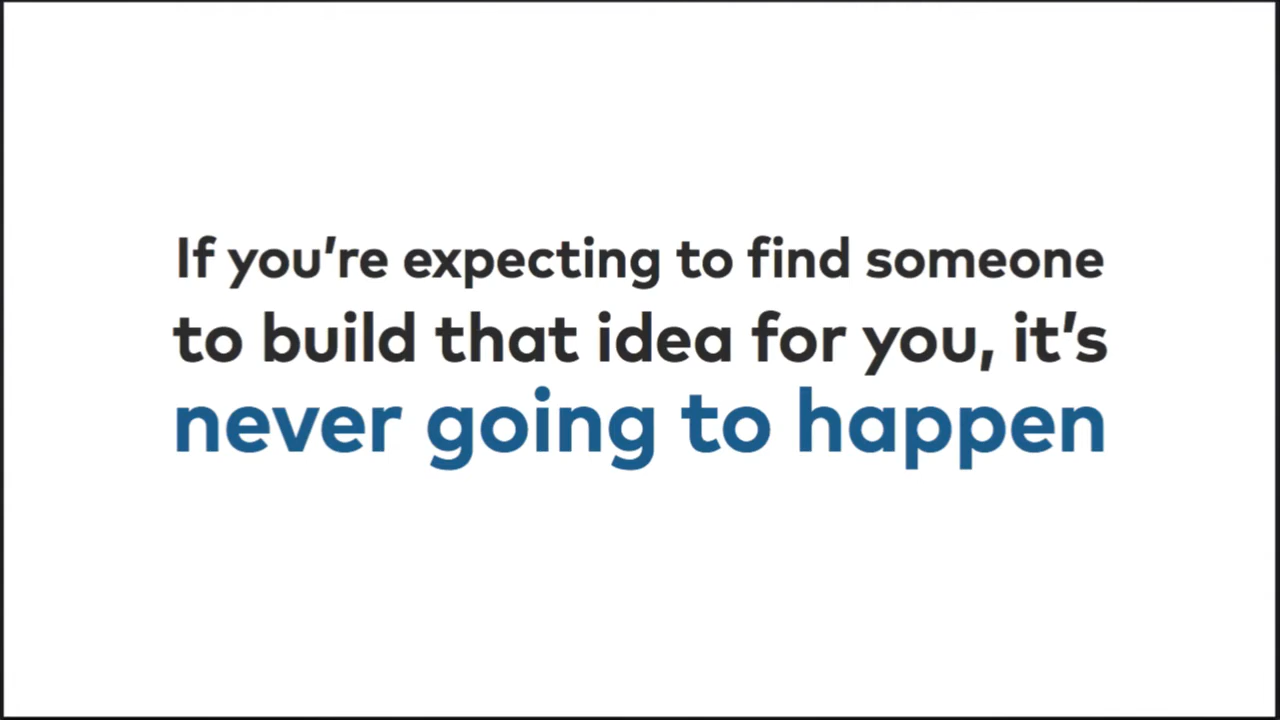 If you’re expecting to find someone
to build that idea for you, it’s
never going to happen